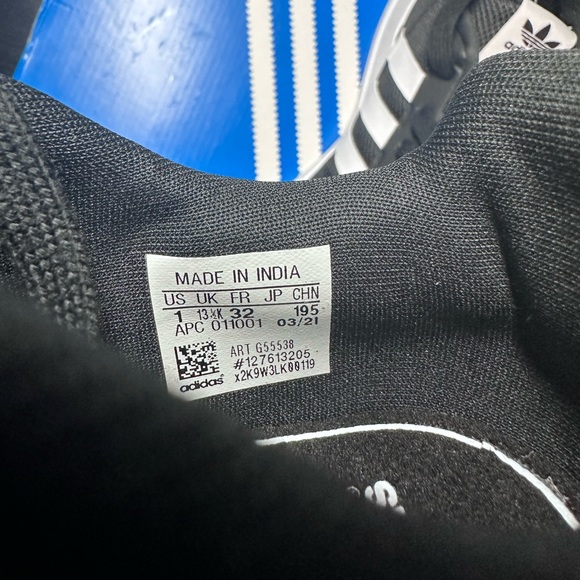 MADE IN INDIA
US UK FR JP CHN
1 13½K 32 195
APC 011001 03/21
ART G55538
#127613205
x2K9W3LK00119
adidas